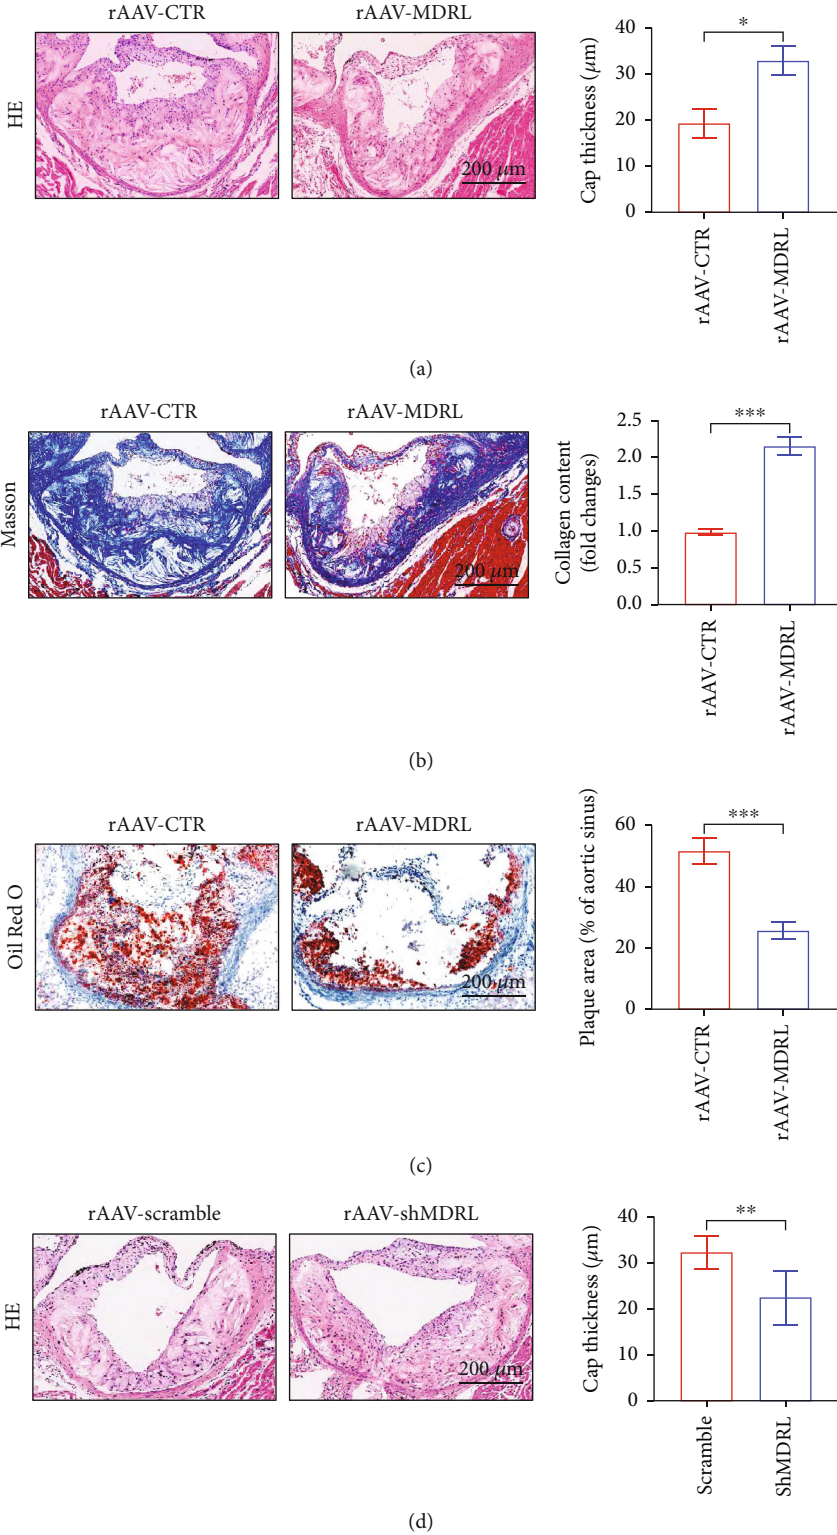 rAAV-CTR
rAAV-MDRL
HE
200 μm
Cap thickness (μm)
40
30
20
10
0
*
rAAV-CTR
rAAV-MDRL
(a)
rAAV-CTR
rAAV-MDRL
Masson
200 μm
Collagen content
(fold changes)
2.5
2.0
1.5
1.0
0.5
0.0
***
rAAV-CTR
rAAV-MDRL
(b)
rAAV-CTR
rAAV-MDRL
Oil Red O
200 μm
Plaque area (% of aortic sinus)
60
40
20
0
***
rAAV-CTR
rAAV-MDRL
(c)
rAAV-scramble
rAAV-shMDRL
HE
200 μm
Cap thickness (μm)
40
30
20
10
0
**
Scramble
ShMDRL
(d)